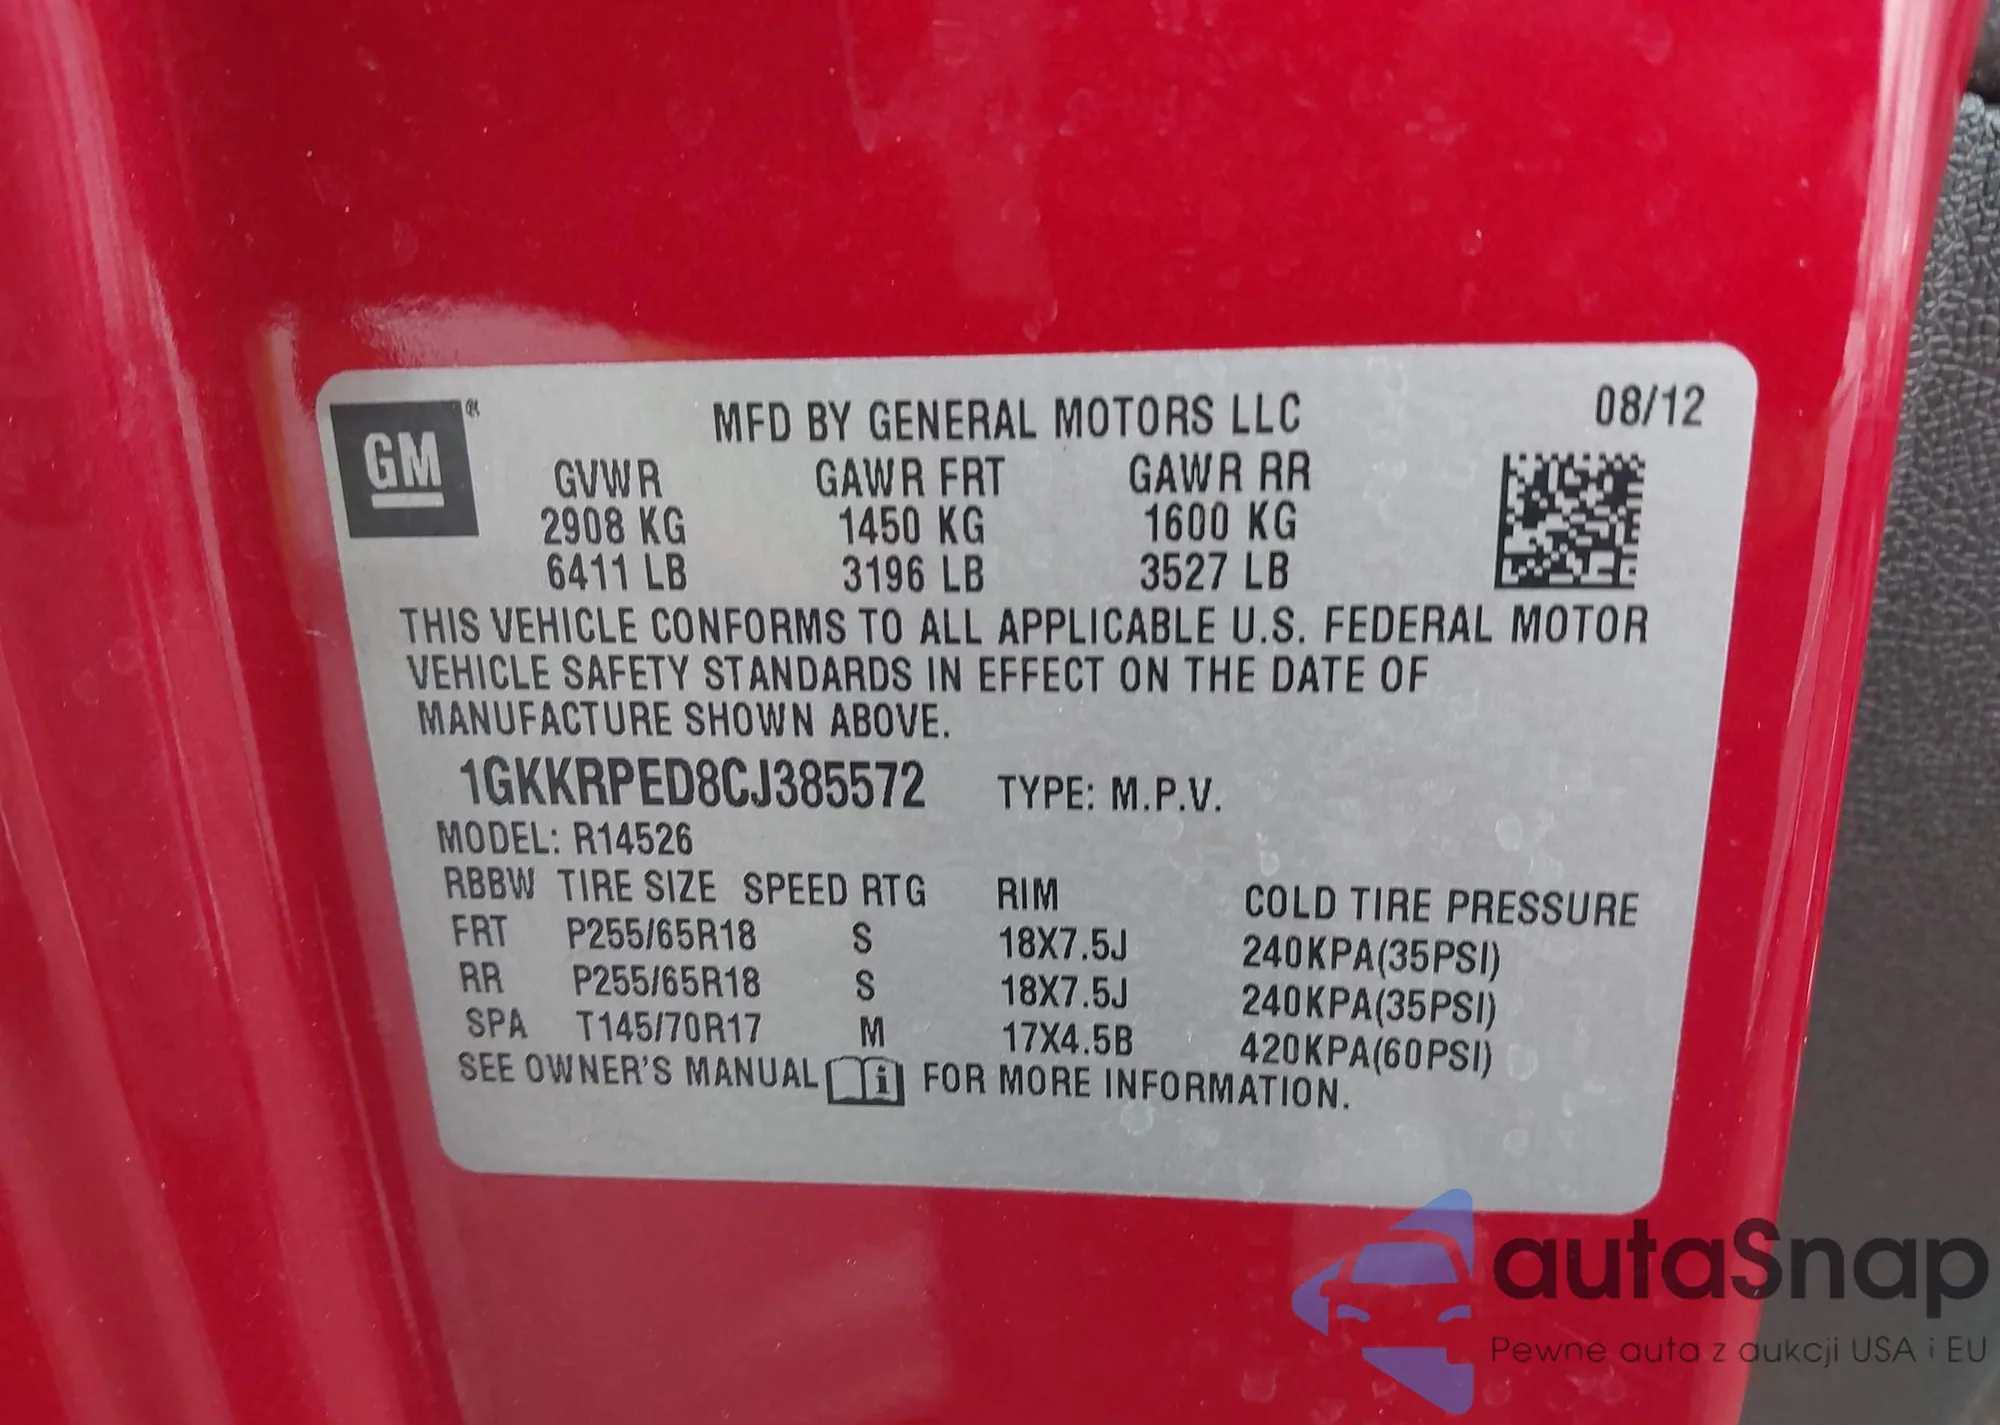 GM®
MFD BY GENERAL MOTORS LLC 08/12
GVWR GAWR FRT GAWR RR
2908 KG 1450 KG 1600 KG
6411 LB 3196 LB 3527 LB
THIS VEHICLE CONFORMS TO ALL APPLICABLE U.S. FEDERAL MOTOR
VEHICLE SAFETY STANDARDS IN EFFECT ON THE DATE OF
MANUFACTURE SHOWN ABOVE.
1GKKRPED8CJ385572 TYPE: M.P.V.
MODEL: R14526
RBBW TIRE SIZE SPEED RTG RIM COLD TIRE PRESSURE
FRT P255/65R18 S 18X7.5J 240KPA(35PSI)
RR P255/65R18 S 18X7.5J 240KPA(35PSI)
SPA T145/70R17 M 17X4.5B 420KPA(60PSI)
SEE OWNER'S MANUAL i FOR MORE INFORMATION.
autaSnap
Pewne auta z aukcji USA i EU